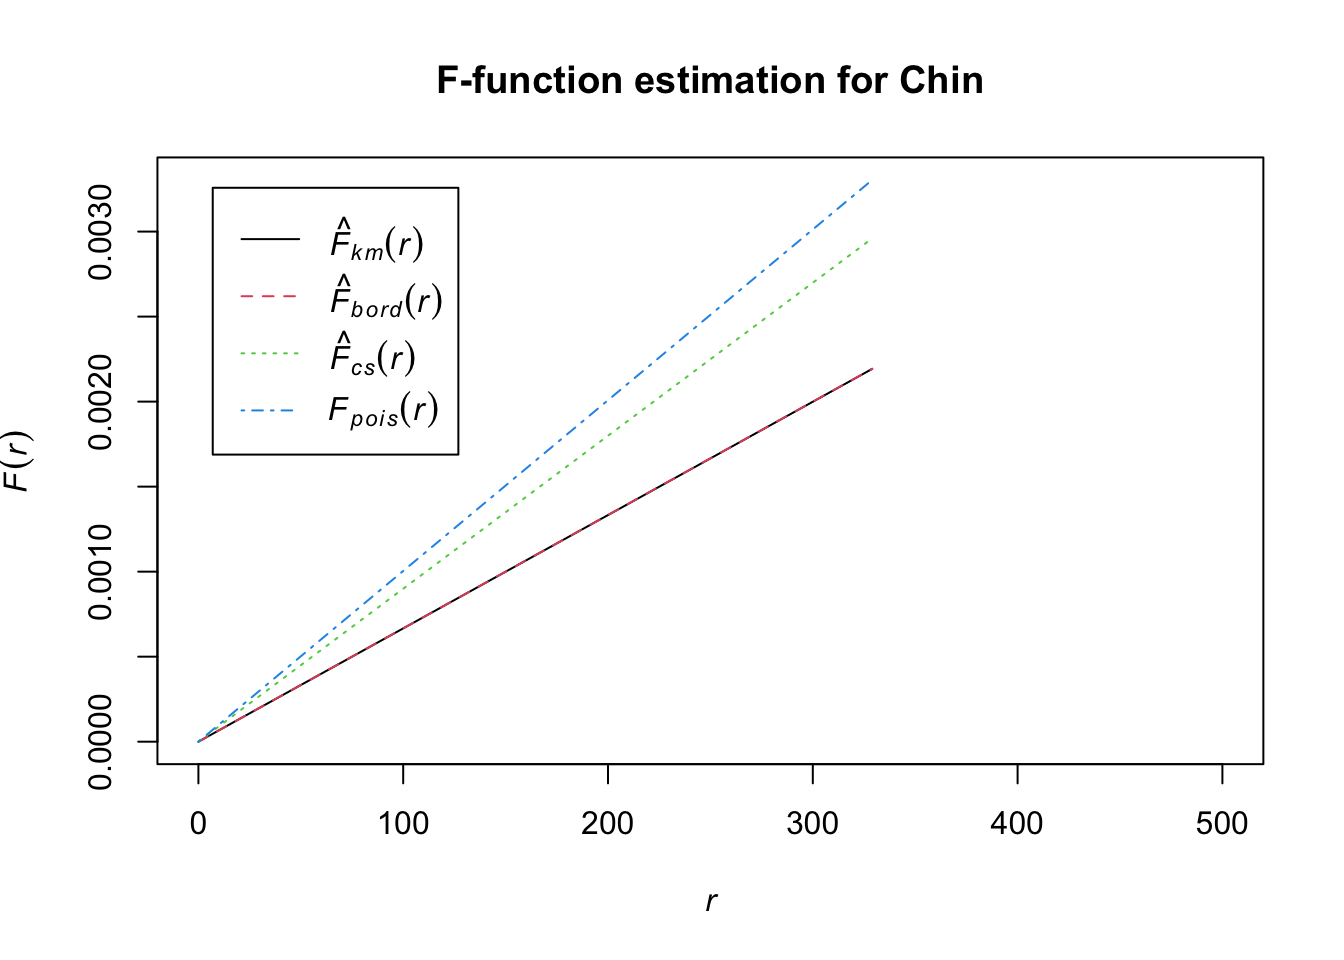 F-function estimation for Chin
F̂km(r)
F̂bord(r)
F̂cs(r)
Fpois(r)
F(r)
0.0030
0.0020
0.0010
0.0000
0 100 200 300 400 500
r